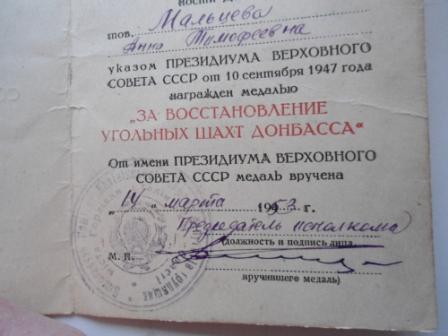 ности д
тов. Мальцева
Анна Тимофеевна
указом ПРЕЗИДИУМА ВЕРХОВНОГО
СОВЕТА СССР от 10 сентября 1947 года
награжден медалью
„ЗА ВОССТАНОВЛЕНИЕ
УГОЛЬНЫХ ШАХТ ДОНБАССА“
От имени ПРЕЗИДИУМА ВЕРХОВНОГО
СОВЕТА СССР медаль вручена
„14“ марта 1953 г.
Председатель исполкома
(должность и подпись лица,
М. П.
вручившего медаль)